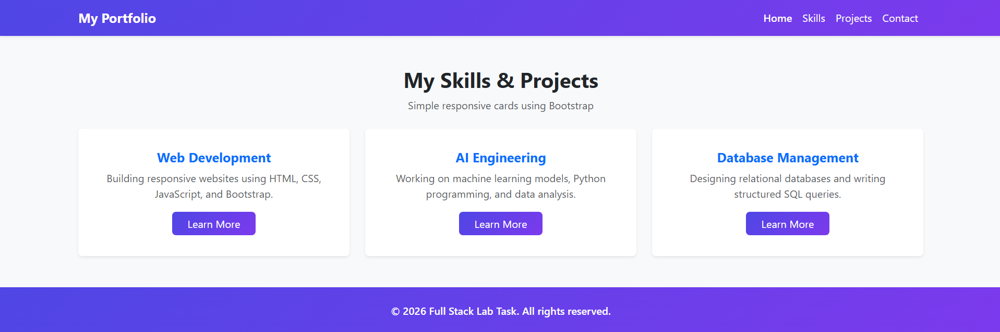 My Portfolio
Home Skills Projects Contact
My Skills & Projects
Simple responsive cards using Bootstrap
Web Development
Building responsive websites using HTML, CSS,
JavaScript, and Bootstrap.
Learn More
AI Engineering
Working on machine learning models, Python
programming, and data analysis.
Learn More
Database Management
Designing relational databases and writing
structured SQL queries.
Learn More
© 2026 Full Stack Lab Task. All rights reserved.